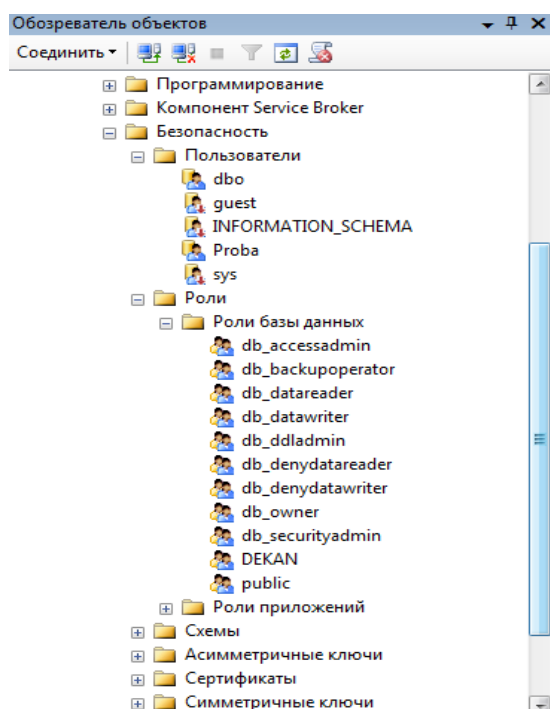 Обозреватель объектов
Соединить
Программирование
Компонент Service Broker
Безопасность
Пользователи
dbo
guest
INFORMATION_SCHEMA
Proba
sys
Роли
Роли базы данных
db_accessadmin
db_backupoperator
db_datareader
db_datawriter
db_ddladmin
db_denydatareader
db_denydatawriter
db_owner
db_securityadmin
DEKAN
public
Роли приложений
Схемы
Асимметричные ключи
Сертификаты
Симметричные ключи